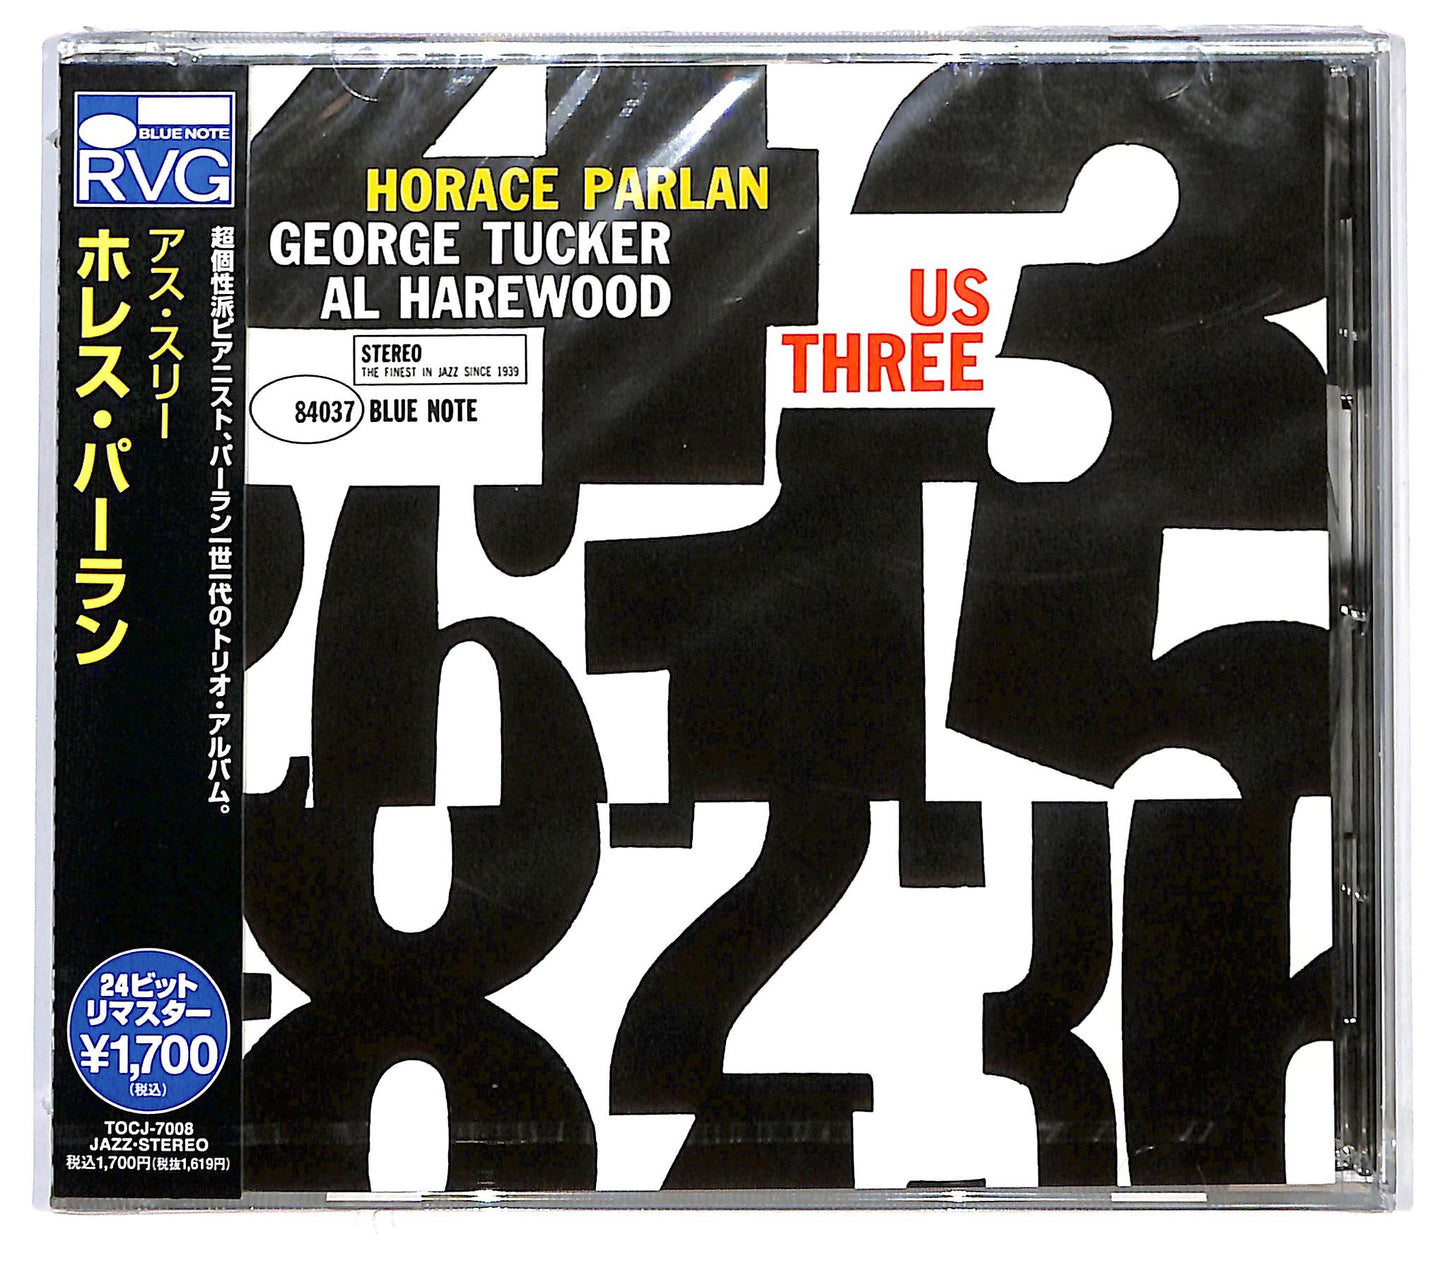 BLUE NOTE
RVG
超個性派ピアニスト、パーラン一世一代のトリオ・アルバム。
アス・スリー
ホレス・パーラン
24ビット
リマスター
¥1,700
(税込)
TOCJ-7008
JAZZ・STEREO
税込1,700円(税抜1,619円)
HORACE PARLAN
GEORGE TUCKER
AL HAREWOOD
US
THREE
STEREO
THE FINEST IN JAZZ SINCE 1939
84037 BLUE NOTE